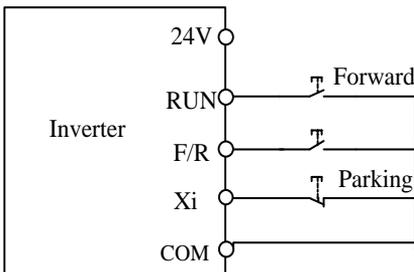 24V
Forward
RUN
Inverter
F/R
Parking
Xi
COM